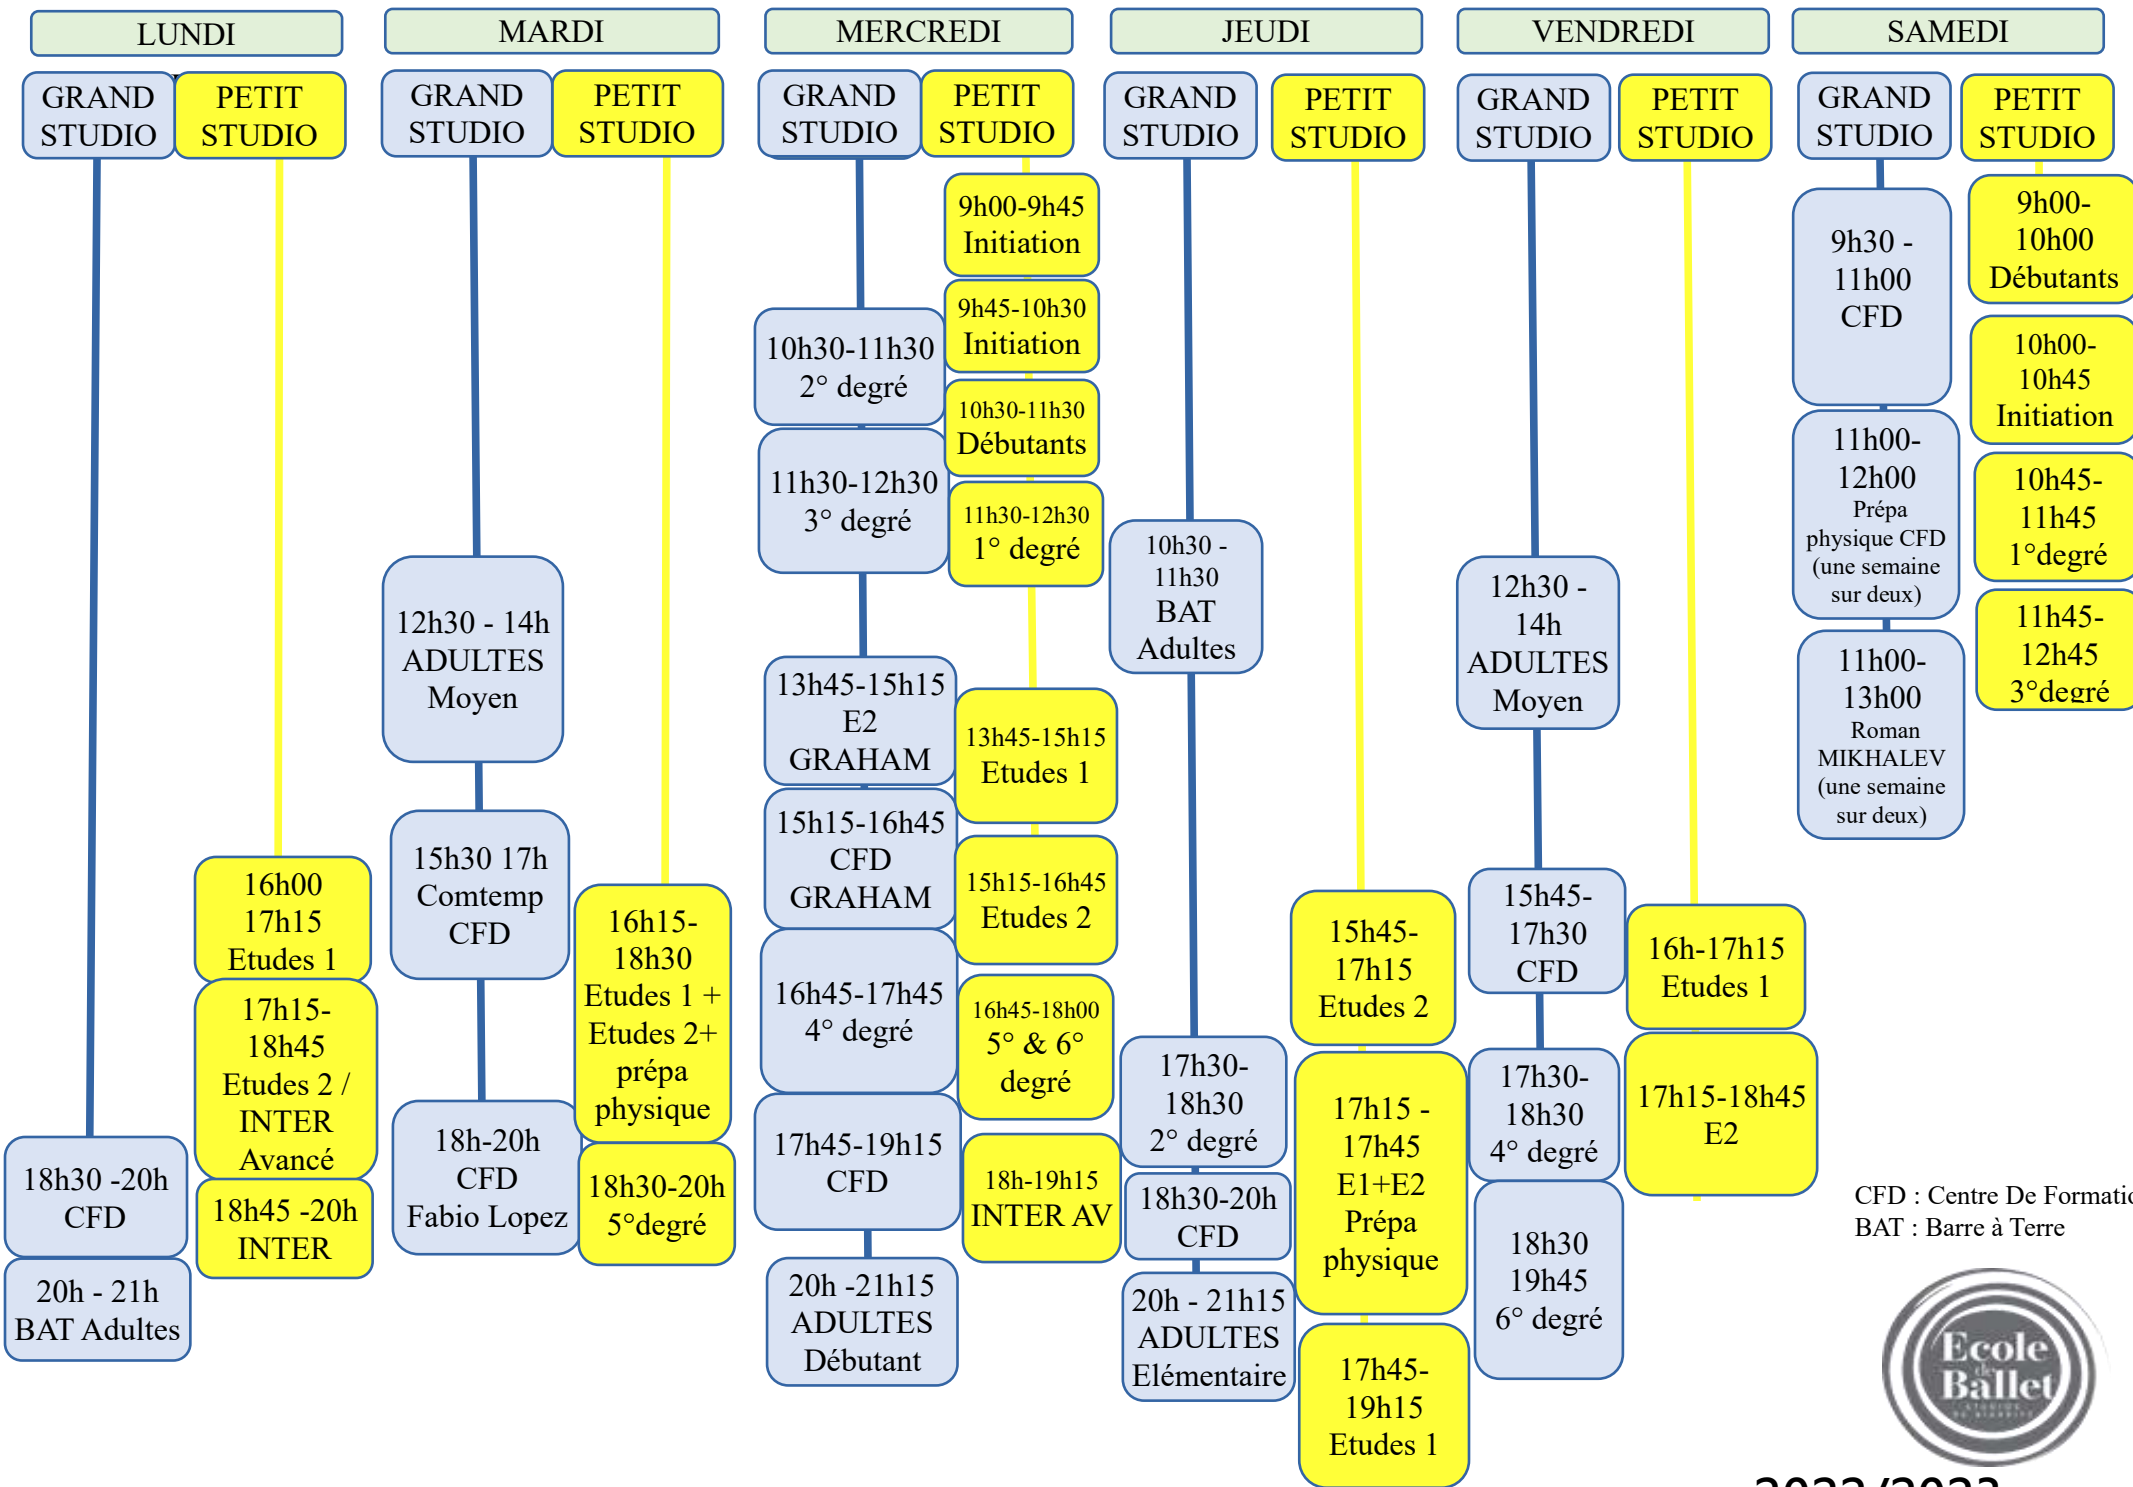 LUNDI
GRAND
STUDIO
PETIT
STUDIO
16h00
17h15
Etudes 1
17h15-
18h45
Etudes 2 /
INTER
Avancé
18h45 -20h
INTER
18h30 -20h
CFD
20h - 21h
BAT Adultes
MARDI
GRAND
STUDIO
PETIT
STUDIO
12h30 - 14h
ADULTES
Moyen
15h30 17h
Comtemp
CFD
18h-20h
CFD
Fabio Lopez
16h15-
18h30
Etudes 1 +
Etudes 2+
prépa
physique
18h30-20h
5°degré
MERCREDI
GRAND
STUDIO
PETIT
STUDIO
10h30-11h30
2° degré
11h30-12h30
3° degré
13h45-15h15
E2
GRAHAM
15h15-16h45
CFD
GRAHAM
16h45-17h45
4° degré
17h45-19h15
CFD
20h -21h15
ADULTES
Débutant
9h00-9h45
Initiation
9h45-10h30
Initiation
10h30-11h30
Débutants
11h30-12h30
1° degré
13h45-15h15
Etudes 1
15h15-16h45
Etudes 2
16h45-18h00
5° & 6°
degré
18h-19h15
INTER AV
JEUDI
GRAND
STUDIO
PETIT
STUDIO
10h30 -
11h30
BAT
Adultes
17h30-
18h30
2° degré
18h30-20h
CFD
20h - 21h15
ADULTES
Elémentaire
15h45-
17h15
Etudes 2
17h15 -
17h45
E1+E2
Prépa
physique
17h45-
19h15
Etudes 1
VENDREDI
GRAND
STUDIO
PETIT
STUDIO
12h30 -
14h
ADULTES
Moyen
15h45-
17h30
CFD
17h30-
18h30
4° degré
18h30
19h45
6° degré
16h-17h15
Etudes 1
17h15-18h45
E2
SAMEDI
GRAND
STUDIO
PETIT
STUDIO
9h30 -
11h00
CFD
11h00-
12h00
Prépa
physique CFD
(une semaine
sur deux)
11h00-
13h00
Roman
MIKHALEV
(une semaine
sur deux)
9h00-
10h00
Débutants
10h00-
10h45
Initiation
10h45-
11h45
1°degré
11h45-
12h45
3°degré
CFD : Centre De Formatio
BAT : Barre à Terre
Ecole
de
Ballet
2022/2023